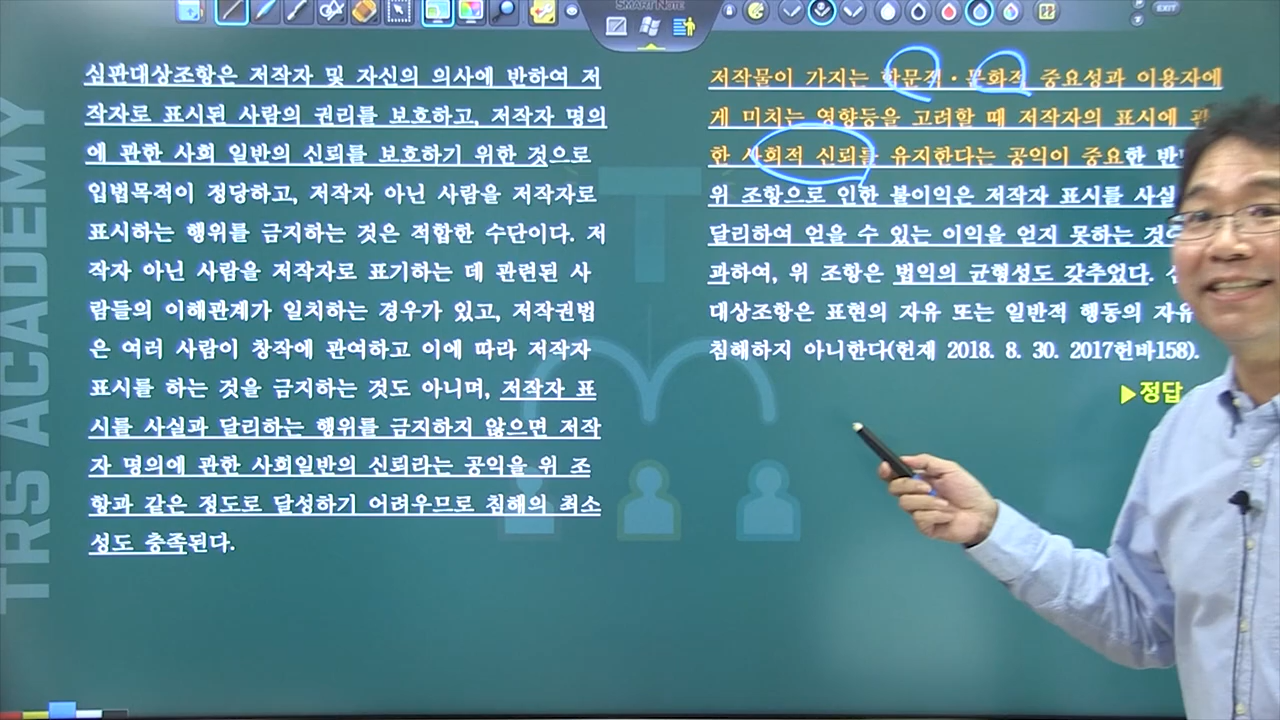 SMART NOTE
EXIT
TRS ACADEMY
심판대상조항은 저작자 및 자신의 의사에 반하여 저
작자로 표시된 사람의 권리를 보호하고, 저작자 명의
에 관한 사회 일반의 신뢰를 보호하기 위한 것으로
입법목적이 정당하고, 저작자 아닌 사람을 저작자로
표시하는 행위를 금지하는 것은 적합한 수단이다. 저
작자 아닌 사람을 저작자로 표기하는 데 관련된 사
람들의 이해관계가 일치하는 경우가 있고, 저작권법
은 여러 사람이 창작에 관여하고 이에 따라 저작자
표시를 하는 것을 금지하는 것도 아니며, 저작자 표
시를 사실과 달리하는 행위를 금지하지 않으면 저작
자 명의에 관한 사회일반의 신뢰라는 공익을 위 조
항과 같은 정도로 달성하기 어려우므로 침해의 최소
성도 충족된다.
저작물이 가지는 학문적·문화적 중요성과 이용자에
게 미치는 영향등을 고려할 때 저작자의 표시에
한 사회적 신뢰를 유지한다는 공익이 중요한
위 조항으로 인한 불이익은 저작자 표시를 사실
달리하여 얻을 수 있는 이익을 얻지 못하는
과하여, 위 조항은 법익의 균형성도 갖추었다.
대상조항은 표현의 자유 또는 일반적 행동의 자유
침해하지 아니한다(헌재 2018. 8. 30. 2017헌바158).
▶정답